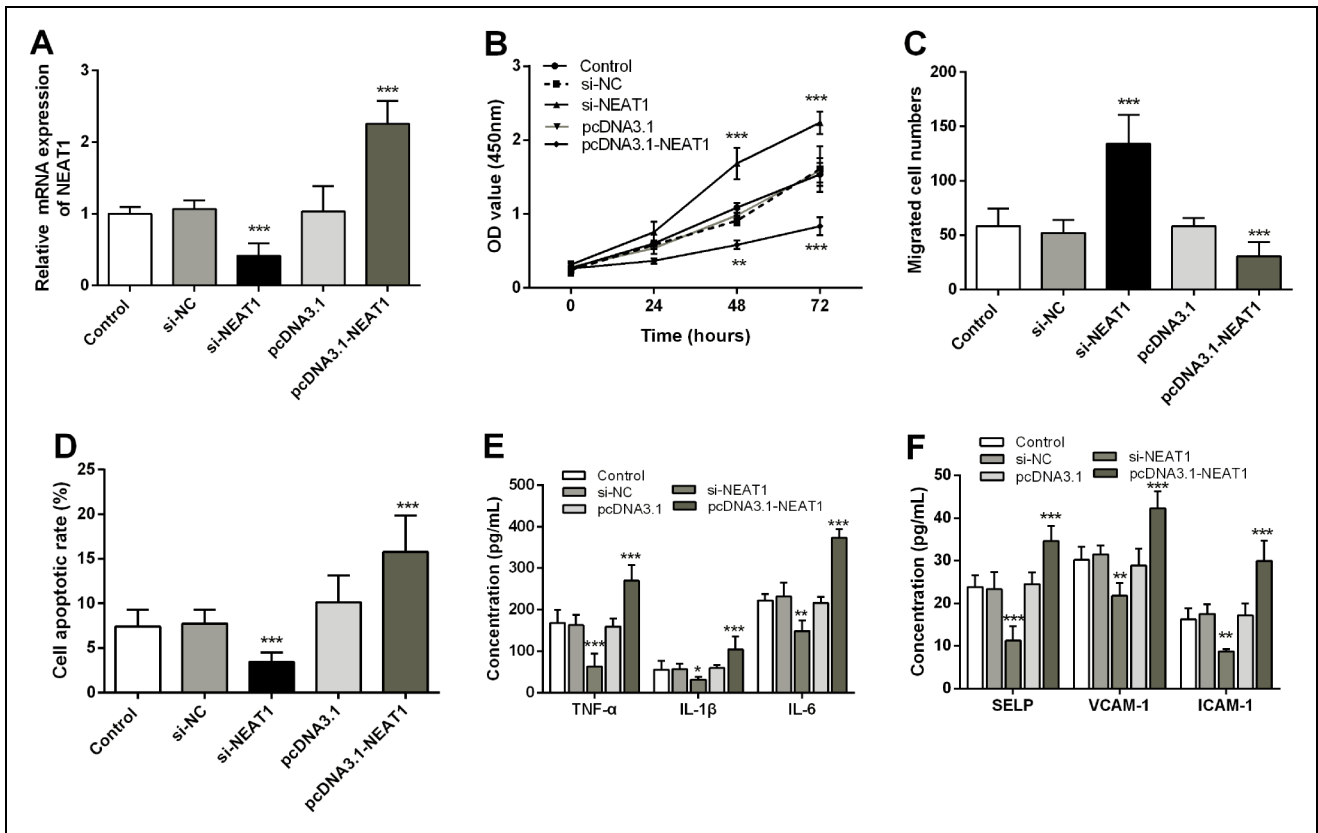 A
Relative mRNA expression
of NEAT1
3
2
1
0
***
***
Control
si-NC
si-NEAT1
pcDNA3.1
pcDNA3.1-NEAT1
B
OD value (450nm)
3
2
1
0
Control
si-NC
si-NEAT1
pcDNA3.1
pcDNA3.1-NEAT1
***
***
**
***
0 24 48 72
Time (hours)
C
Migrated cell numbers
200
150
100
50
0
***
***
Control
si-NC
si-NEAT1
pcDNA3.1
pcDNA3.1-NEAT1
D
Cell apoptotic rate (%)
25
20
15
10
5
0
***
***
Control
si-NC
si-NEAT1
pcDNA3.1
pcDNA3.1-NEAT1
E
Control
si-NC
pcDNA3.1
si-NEAT1
pcDNA3.1-NEAT1
Concentration (pg/mL)
500
400
300
200
100
0
***
***
*
***
**
***
TNF-α IL-1β IL-6
F
Control
si-NC
pcDNA3.1
si-NEAT1
pcDNA3.1-NEAT1
Concentration (pg/mL)
50
40
30
20
10
0
***
***
**
***
**
***
SELP VCAM-1 ICAM-1